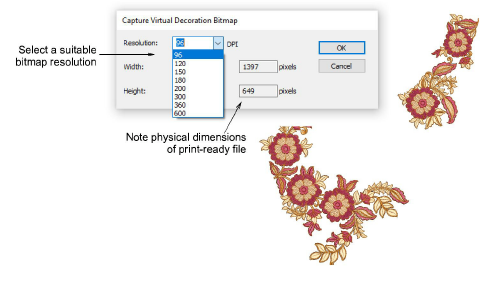 Capture Virtual Decoration Bitmap
Select a suitable
bitmap resolution
Resolution: 96 DPI
OK
96
120
150
180
200
300
360
600
Width: 1397 pixels
Cancel
Height: 649 pixels
Note physical dimensions
of print-ready file